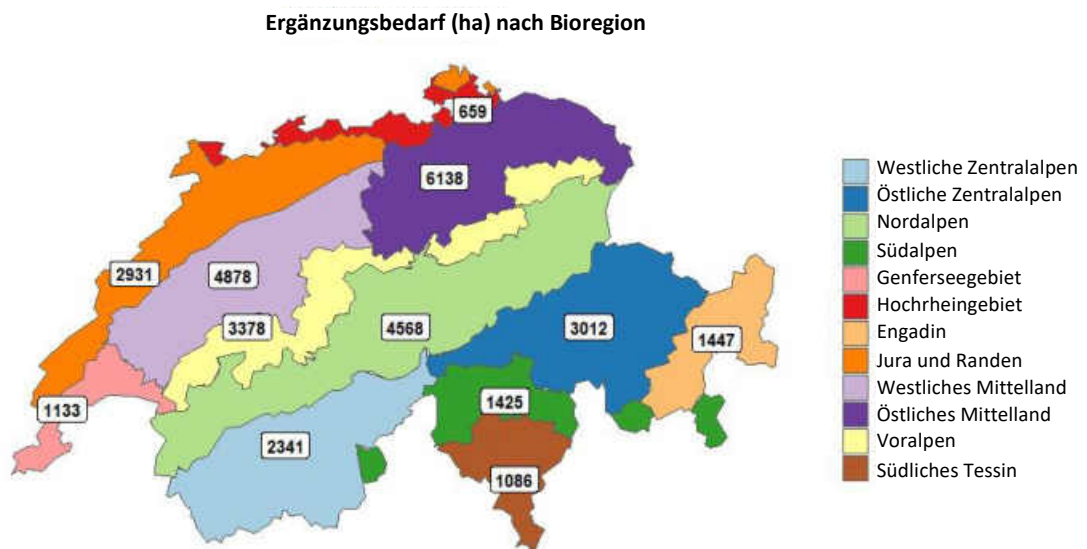 Ergänzungsbedarf (ha) nach Bioregion
659
6138
2931
4878
3378
4568
3012
1447
1133
1425
2341
1086
Westliche Zentralalpen
Östliche Zentralalpen
Nordalpen
Südalpen
Genferseegebiet
Hochrheingebiet
Engadin
Jura und Randen
Westliches Mittelland
Östliches Mittelland
Voralpen
Südliches Tessin